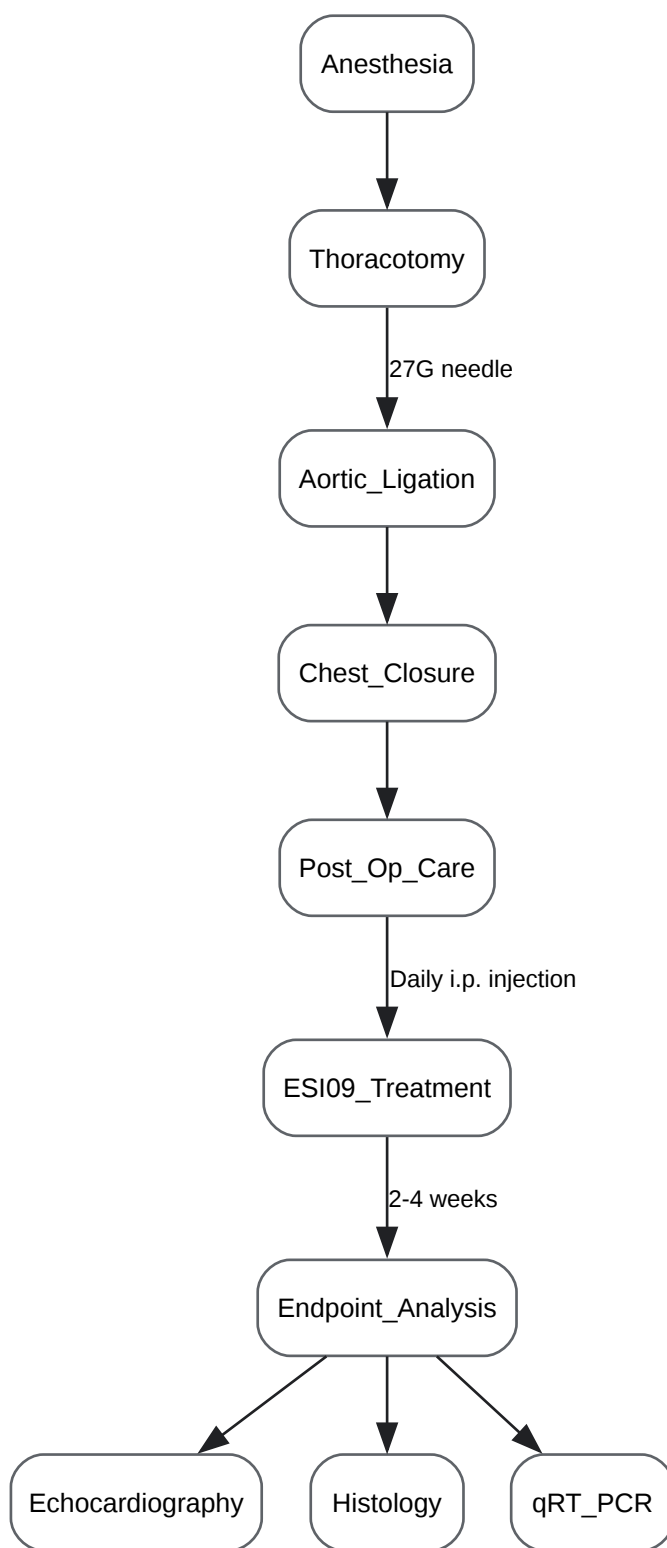 Anesthesia
Thoracotomy
27G needle
Aortic_Ligation
Chest_Closure
Post_Op_Care
Daily i.p. injection
ESI09_Treatment
2-4 weeks
Endpoint_Analysis
Echocardiography
Histology
qRT_PCR